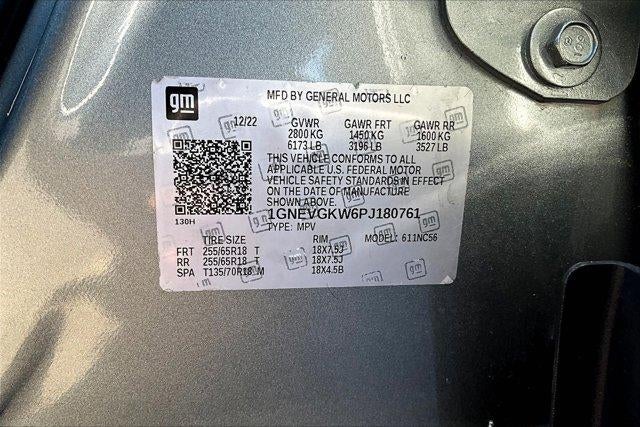 gm
MFD BY GENERAL MOTORS LLC
12/22 GVWR GAWR FRT GAWR RR
2800 KG 1450 KG 1600 KG
6173 LB 3196 LB 3527 LB
THIS VEHICLE CONFORMS TO ALL
APPLICABLE U.S. FEDERAL MOTOR
VEHICLE SAFETY STANDARDS IN EFFECT
ON THE DATE OF MANUFACTURE
SHOWN ABOVE.
130H
1GNEVGKW6PJ180761
TYPE: MPV MODEL: 611NC56
TIRE SIZE RIM
FRT 255/65R18 T 18X7.5J
RR 255/65R18 T 18X7.5J
SPA T135/70R18 M 18X4.5B